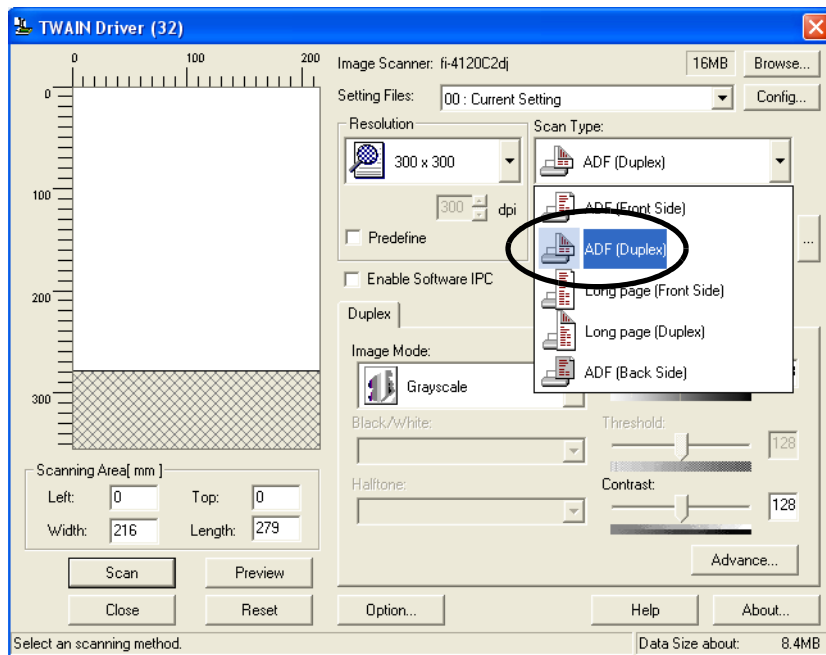 TWAIN Driver (32)
0 100 200
0
100
200
300
Image Scanner: fi-4120C2dj 16MB Browse...
Setting Files: 00 : Current Setting Config...
Resolution
300 x 300
300 dpi
Predefine
Enable Software IPC
Scan Type:
ADF (Duplex)
ADF (Front Side)
ADF (Duplex)
Long page (Front Side)
Long page (Duplex)
ADF (Back Side)
...
Duplex
Image Mode:
Grayscale
Black/White:
Halftone:
Threshold:
128
Contrast:
128
Advance...
Scanning Area[ mm ]
Left: 0 Top: 0
Width: 216 Length: 279
Scan Preview
Close Reset Option... Help About...
Select an scanning method. Data Size about: 8.4MB